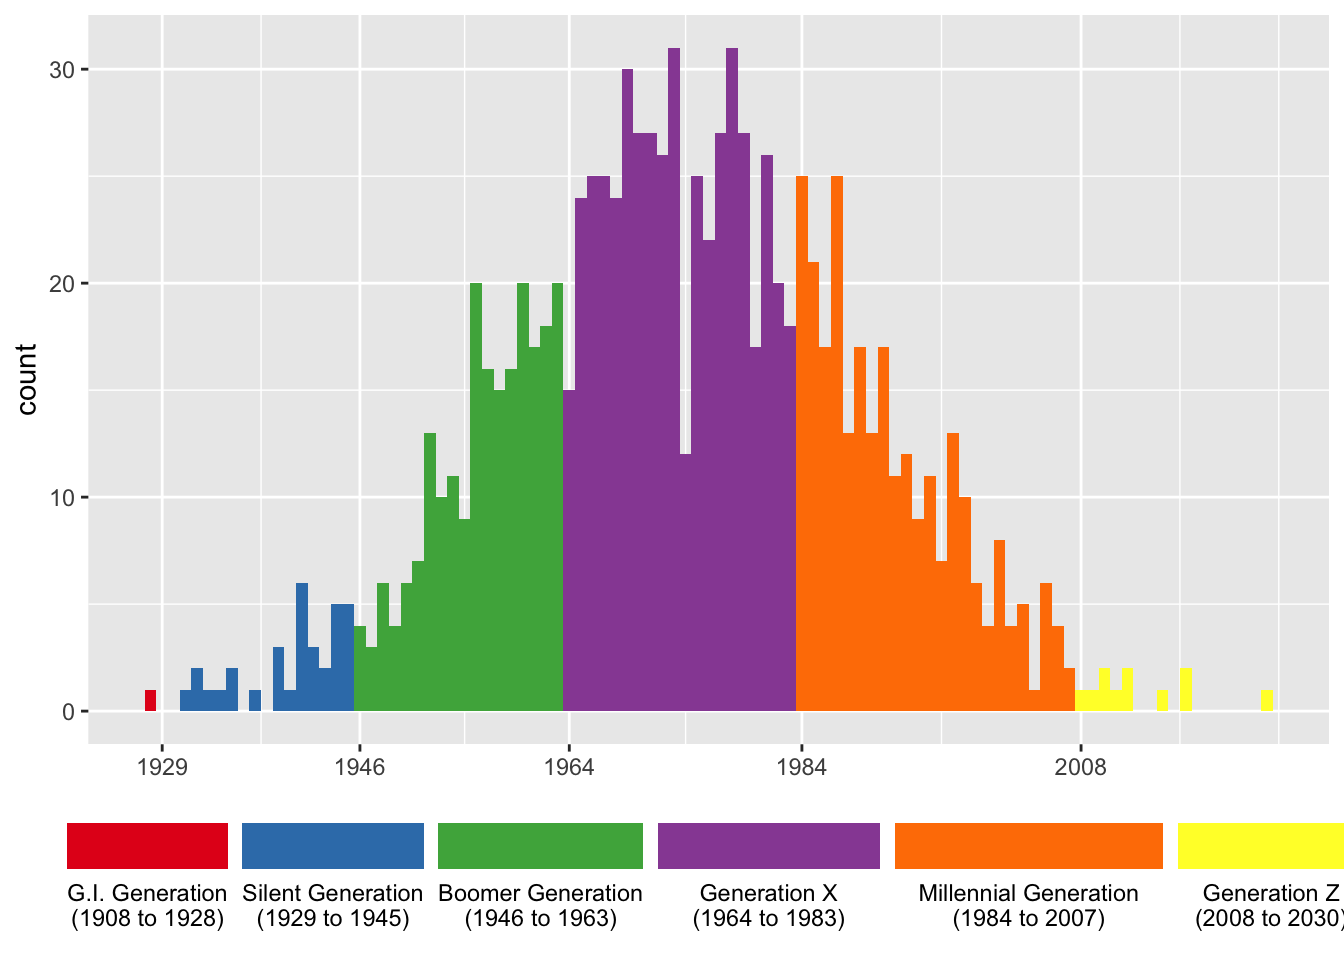 30
20
10
0
count
1929 1946 1964 1984 2008
G.I. Generation Silent Generation Boomer Generation Generation X Millennial Generation Generation Z
(1908 to 1928) (1929 to 1945) (1946 to 1963) (1964 to 1983) (1984 to 2007) (2008 to 2030)